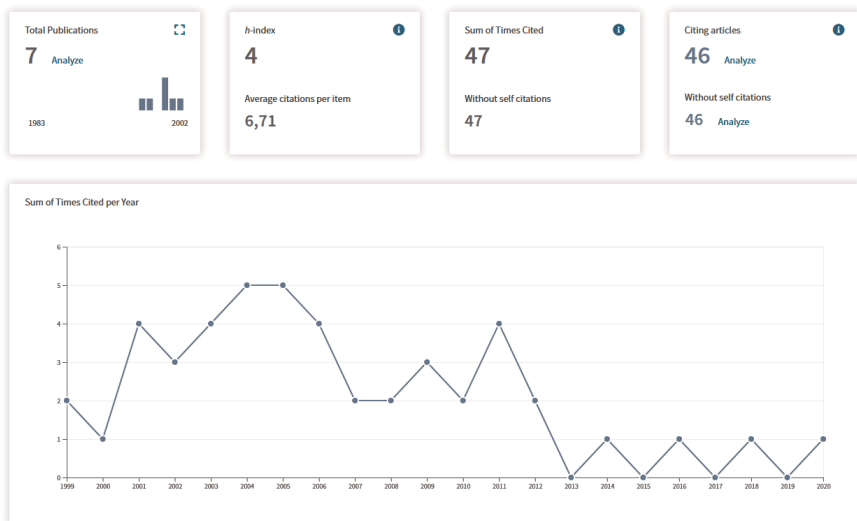 Total Publications
7 Analyze
1983 2002
h-index
4
Average citations per item
6,71
Sum of Times Cited
47
Without self citations
47
Citing articles
46 Analyze
Without self citations
46 Analyze
Sum of Times Cited per Year
6
5
4
3
2
1
0
1999 2000 2001 2002 2003 2004 2005 2006 2007 2008 2009 2010 2011 2012 2013 2014 2015 2016 2017 2018 2019 2020